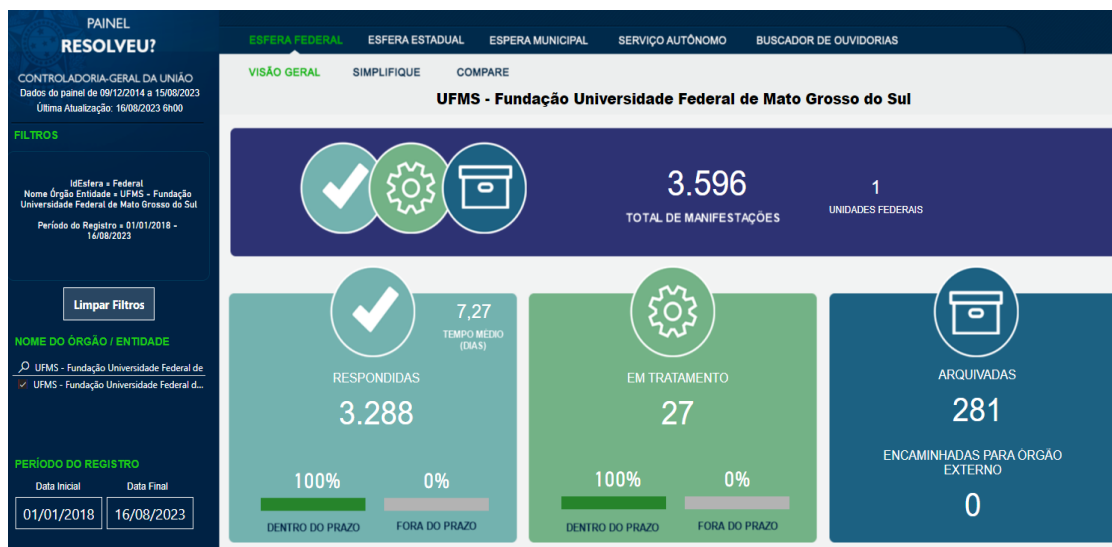 PAINEL
RESOLVEU?
CONTROLADORIA-GERAL DA UNIÃO
Dados do painel de 09/12/2014 a 15/08/2023
Última Atualização: 16/08/2023 6h00
FILTROS
IdEsfera = Federal
Nome Órgão Entidade = UFMS - Fundação
Universidade Federal de Mato Grosso do Sul
Período do Registro = 01/01/2018 -
16/08/2023
Limpar Filtros
NOME DO ÓRGÃO / ENTIDADE
UFMS - Fundação Universidade Federal de
UFMS - Fundação Universidade Federal d...
PERÍODO DO REGISTRO
Data Inicial Data Final
01/01/2018 16/08/2023
ESFERA FEDERAL ESFERA ESTADUAL ESPERA MUNICIPAL SERVIÇO AUTÔNOMO BUSCADOR DE OUVIDORIAS
VISÃO GERAL SIMPLIFIQUE COMPARE
UFMS - Fundação Universidade Federal de Mato Grosso do Sul
3.596
TOTAL DE MANIFESTAÇÕES
1
UNIDADES FEDERAIS
7,27
TEMPO MÉDIO
(DIAS)
RESPONDIDAS
3.288
100% 0%
DENTRO DO PRAZO FORA DO PRAZO
EM TRATAMENTO
27
100% 0%
DENTRO DO PRAZO FORA DO PRAZO
ARQUIVADAS
281
ENCAMINHADAS PARA ORGÃO
EXTERNO
0